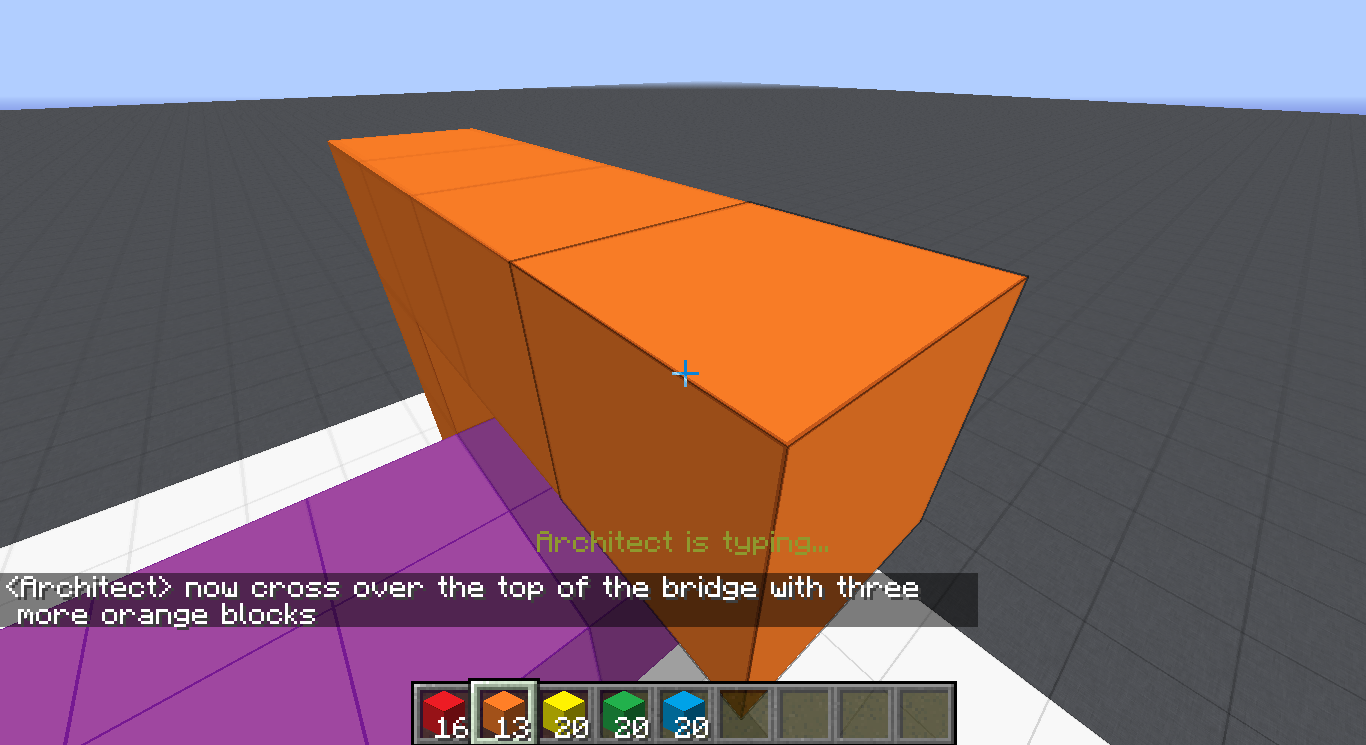 Architect is typing...
<Architect> now cross over the top of the bridge with three
more orange blocks
16 13 20 20 20